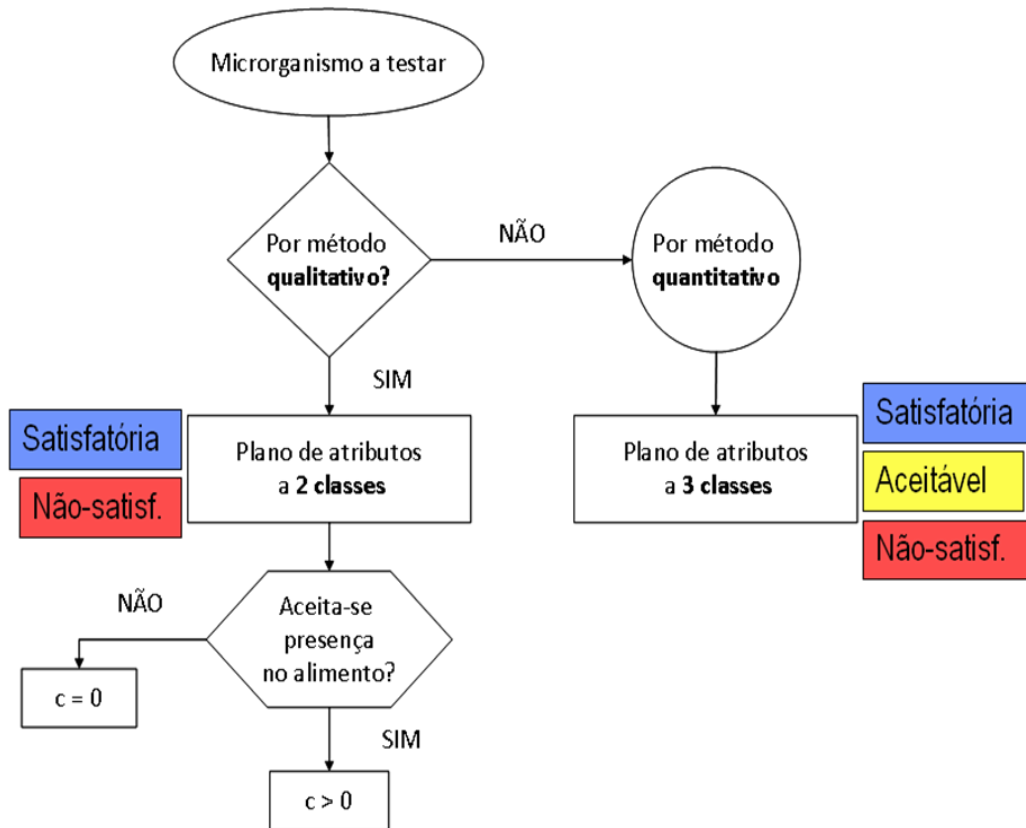 Microrganismo a testar
Por método
qualitativo?
NÃO
Por método
quantitativo
SIM
Satisfatória
Não-satisf.
Plano de atributos
a 2 classes
Plano de atributos
a 3 classes
Satisfatória
Aceitável
Não-satisf.
NÃO
Aceita-se
presença
no alimento?
c = 0
SIM
c > 0